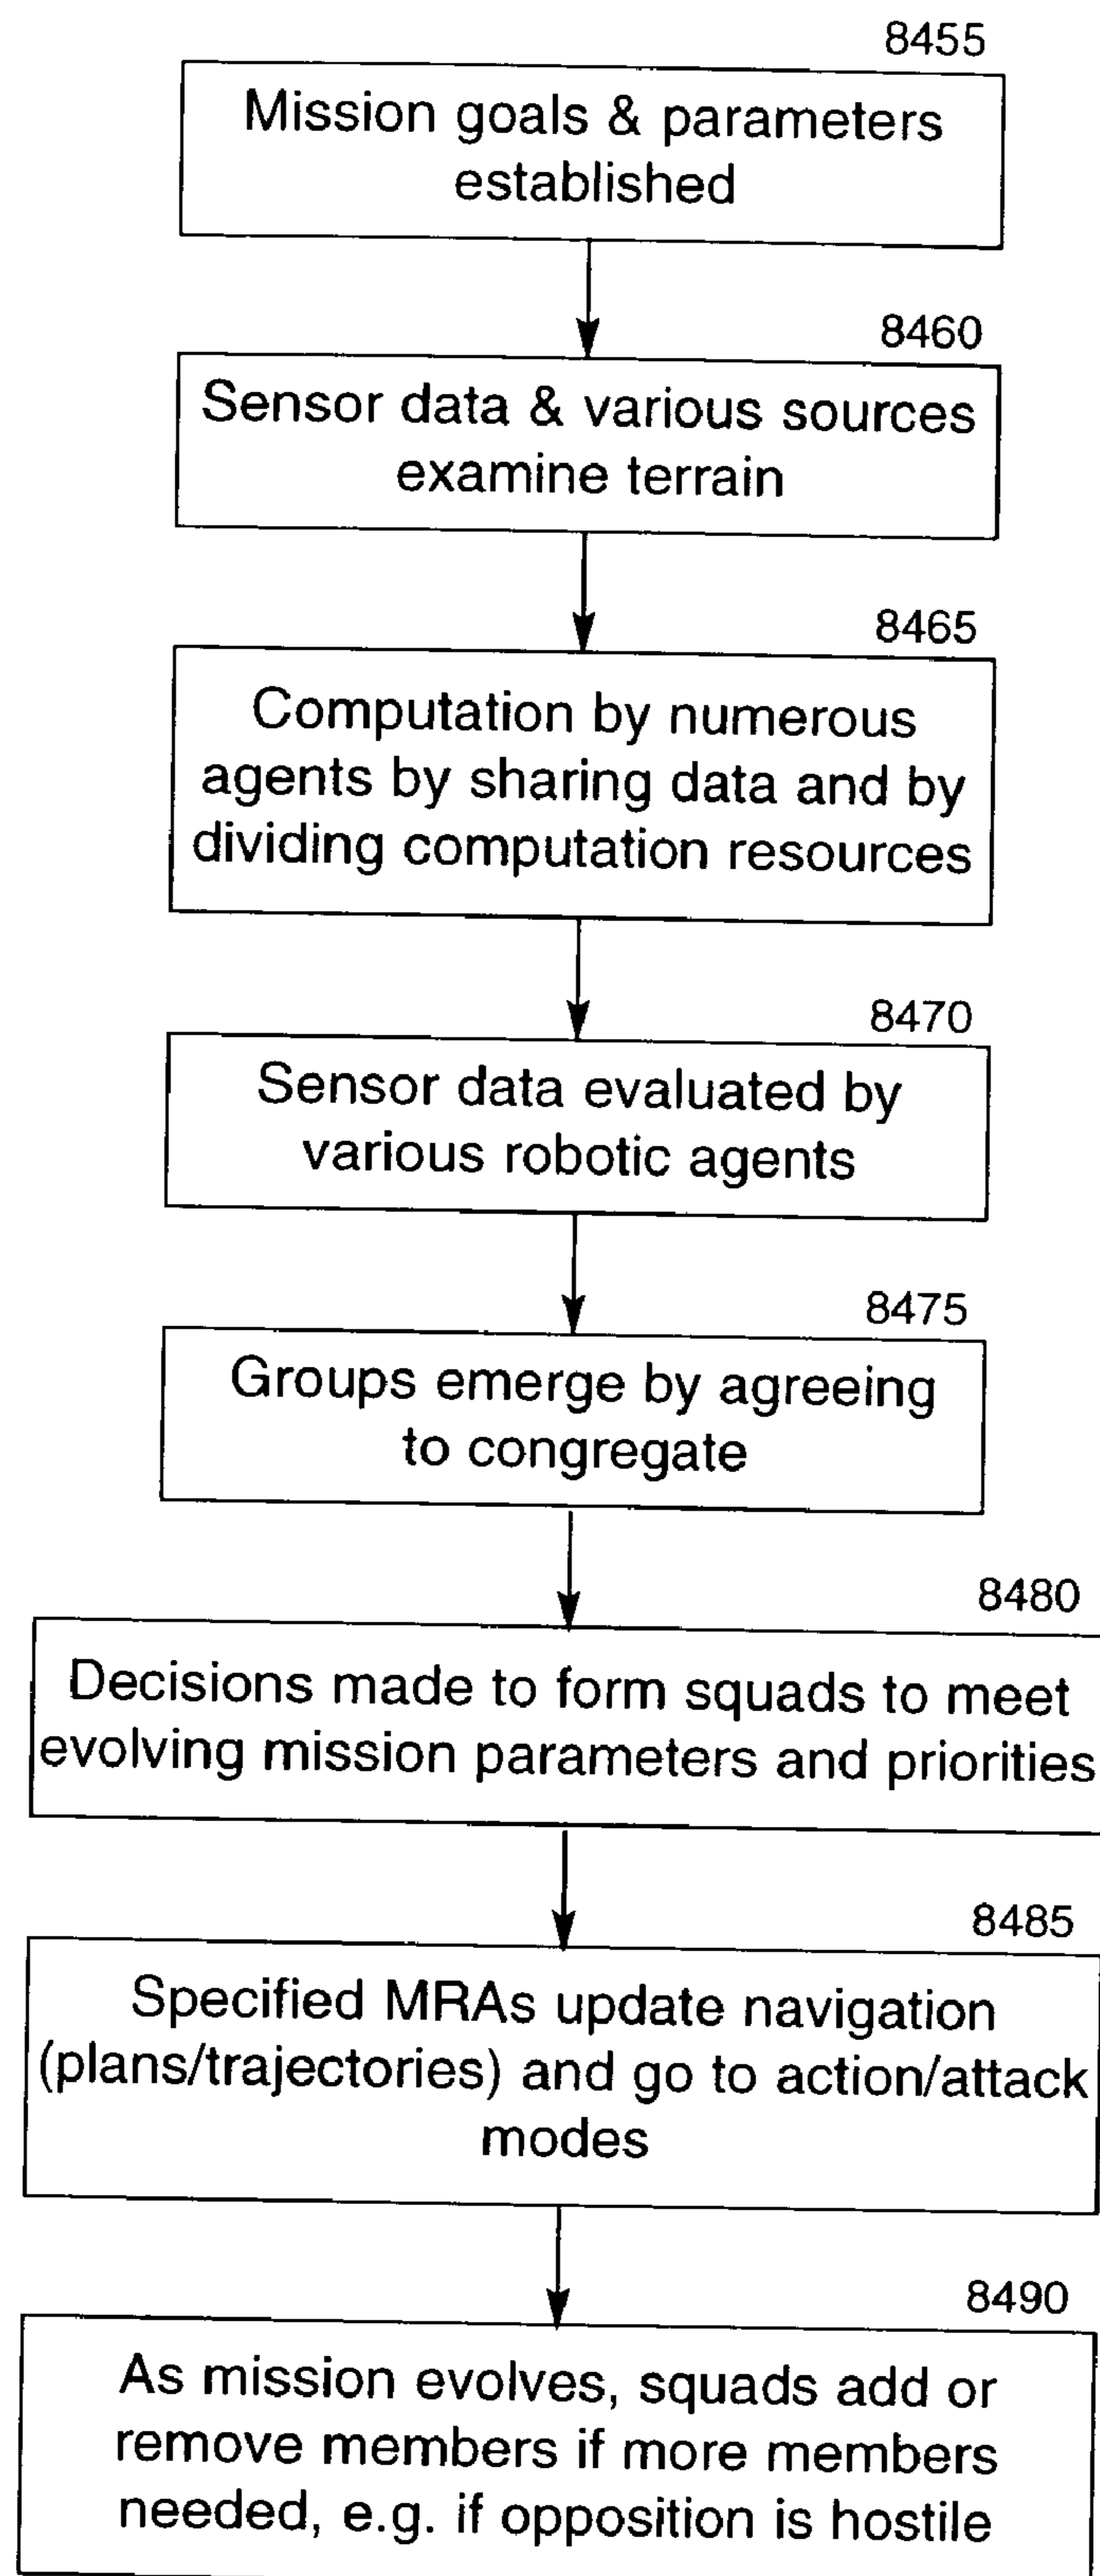 8455
Mission goals & parameters
established
8460
Sensor data & various sources
examine terrain
8465
Computation by numerous
agents by sharing data and by
dividing computation resources
8470
Sensor data evaluated by
various robotic agents
8475
Groups emerge by agreeing
to congregate
8480
Decisions made to form squads to meet
evolving mission parameters and priorities
8485
Specified MRAs update navigation
(plans/trajectories) and go to action/attack
modes
8490
As mission evolves, squads add or
remove members if more members
needed, e.g. if opposition is hostile